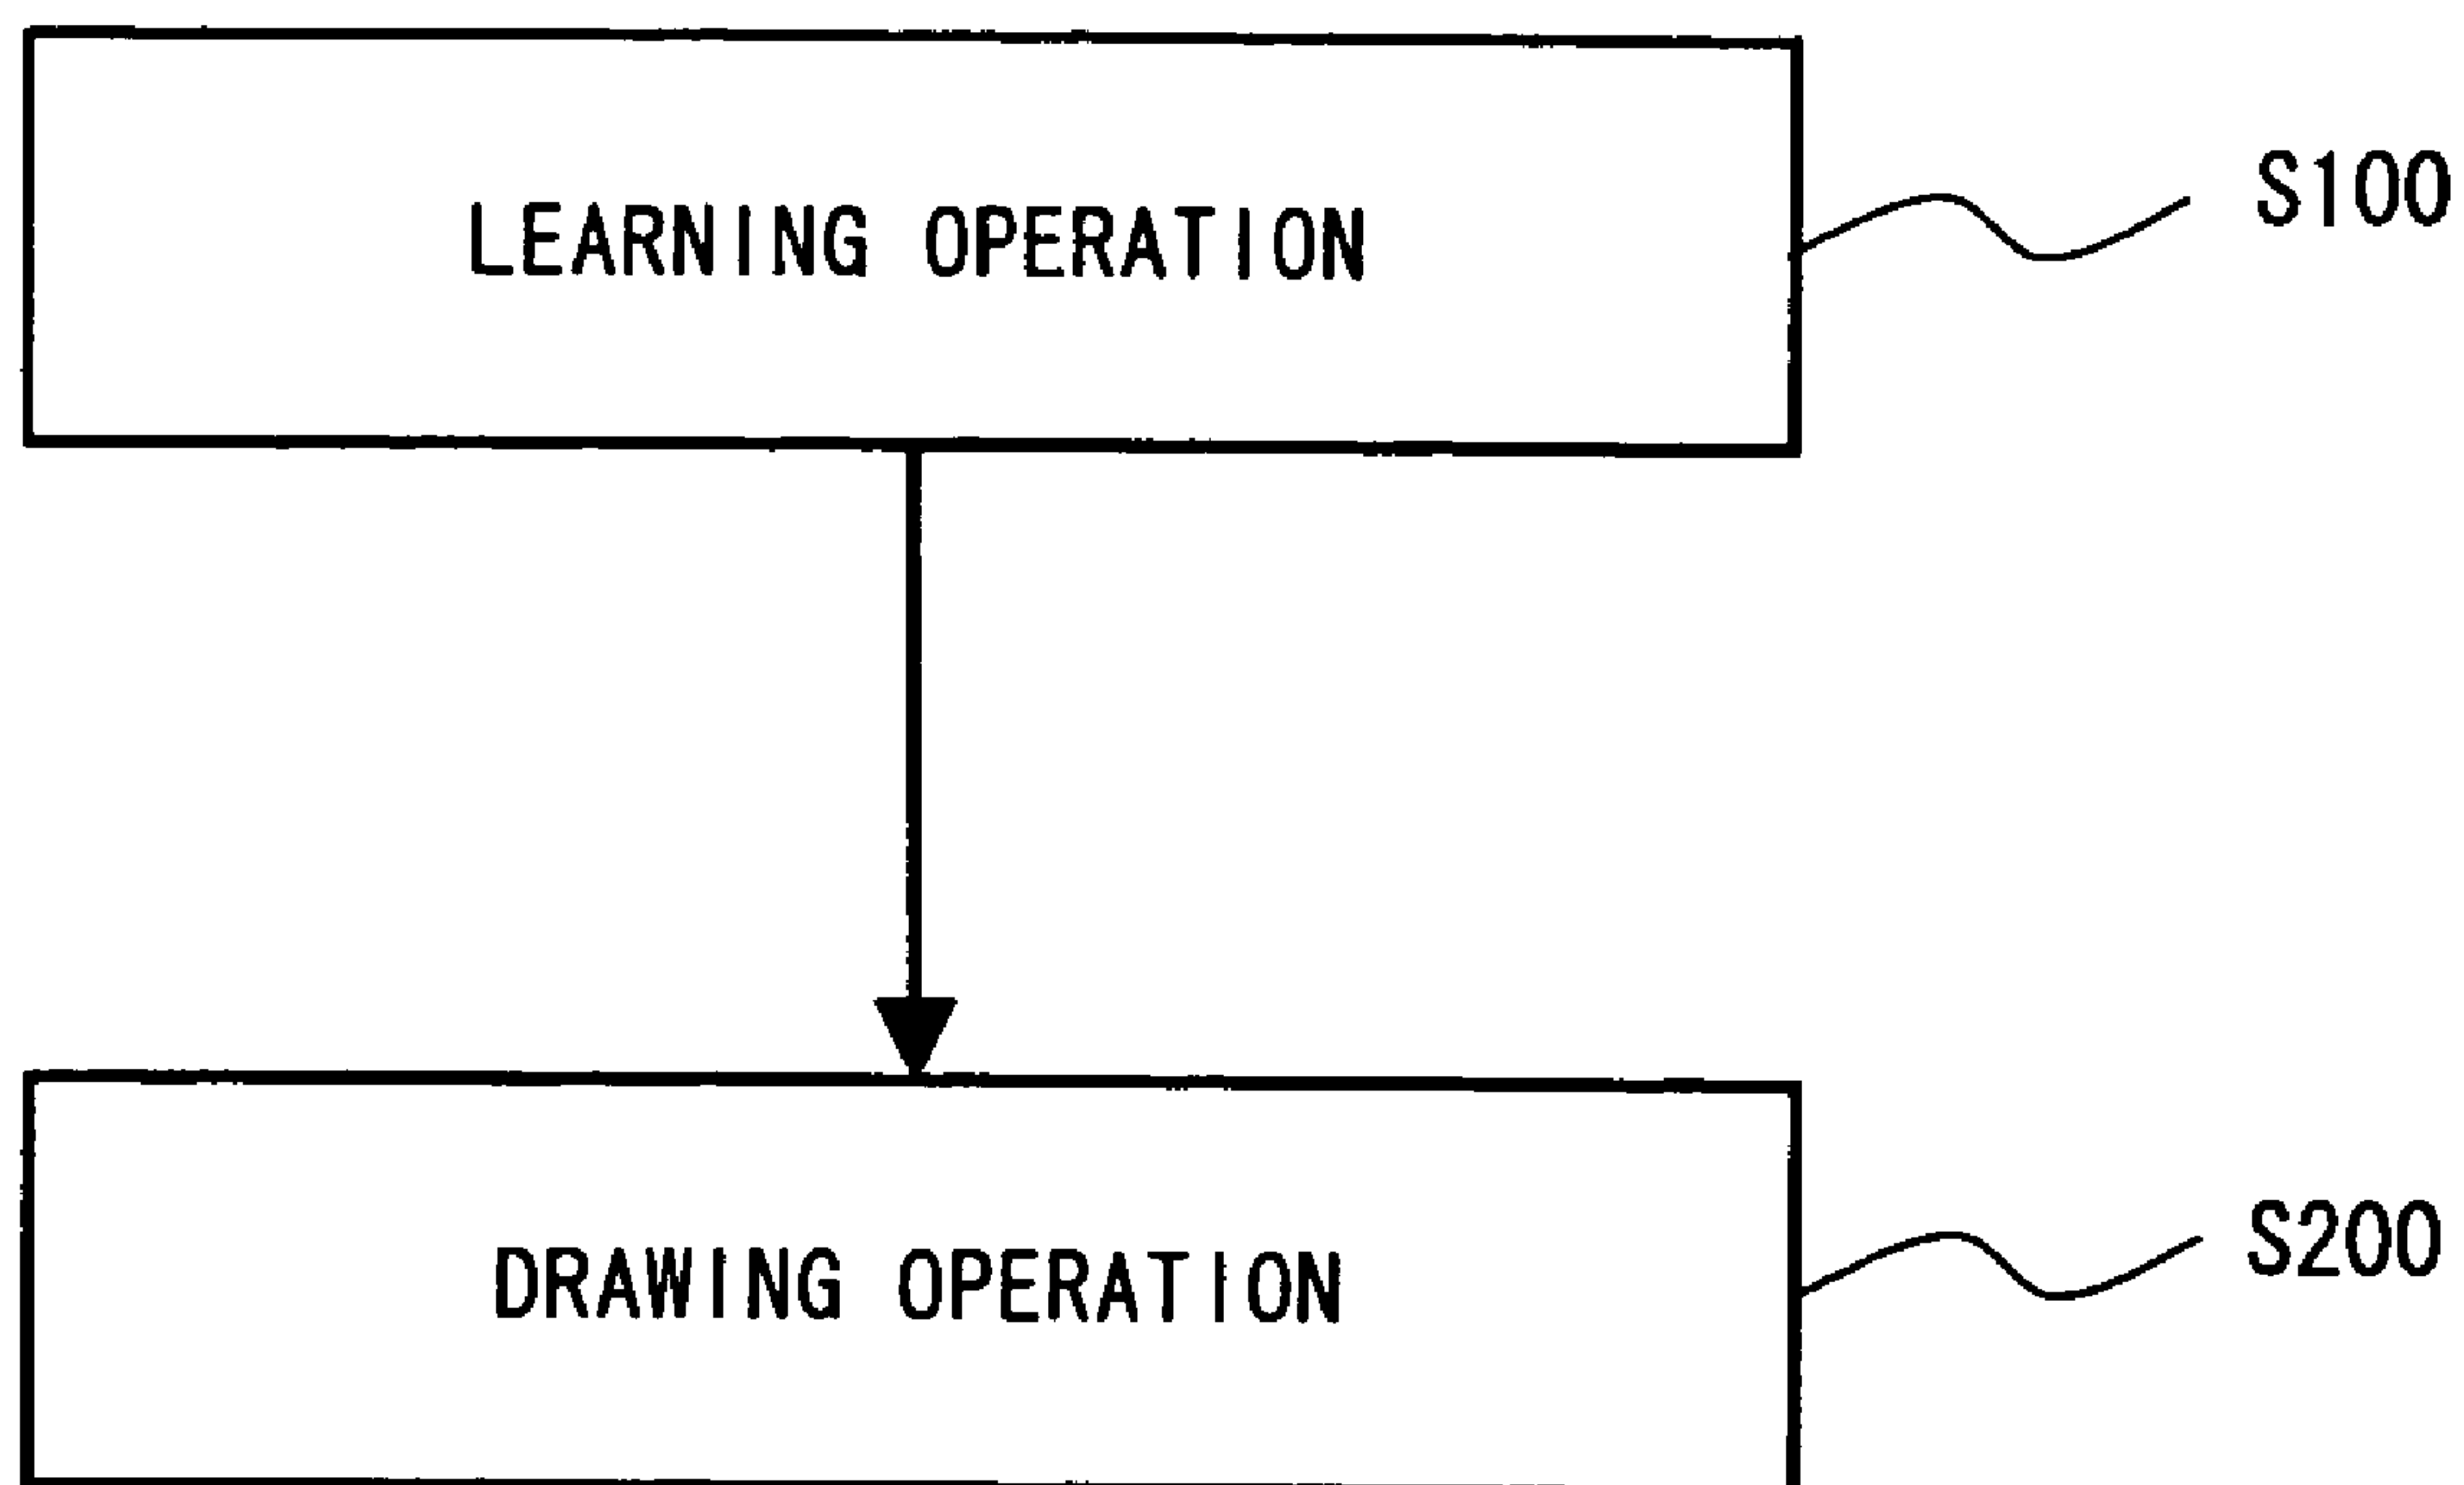 LEARNING OPERATION
S100
DRAWING OPERATION
S200